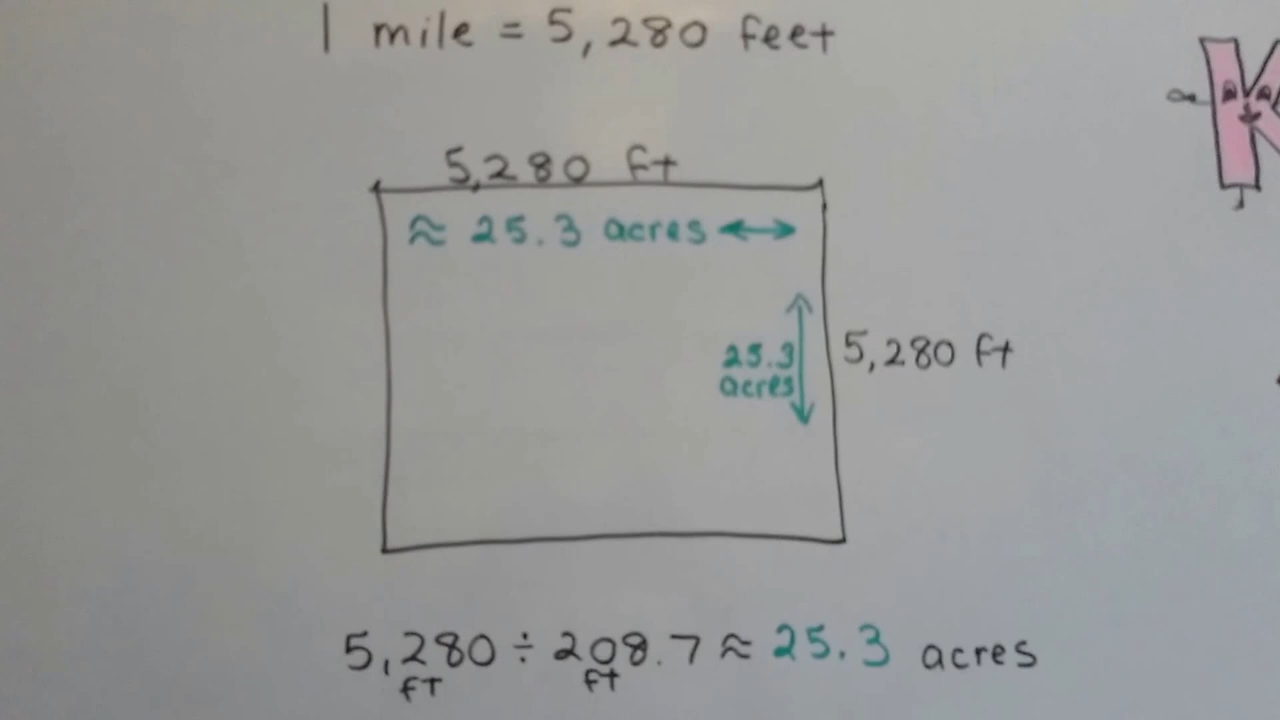 1 mile = 5,280 feet
5,280 ft
≈ 25.3 acres ↔
25.3
acres
5,280 ft
5,280 ÷ 208.7 ≈ 25.3 acres
ft ft
K